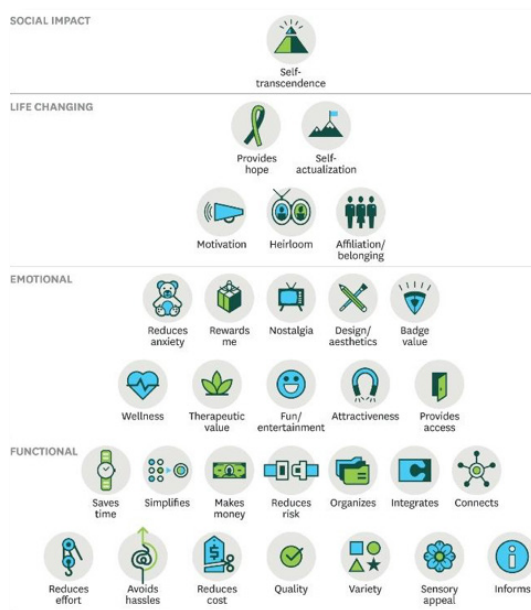 SOCIAL IMPACT
Self-
transcendence
LIFE CHANGING
Provides
hope
Self-
actualization
Motivation
Heirloom
Affiliation/
belonging
EMOTIONAL
Reduces
anxiety
Rewards
me
Nostalgia
Design/
aesthetics
Badge
value
Wellness
Therapeutic
value
Fun/
entertainment
Attractiveness
Provides
access
FUNCTIONAL
Saves
time
Simplifies
Makes
money
Reduces
risk
Organizes
Integrates
Connects
Reduces
effort
Avoids
hassles
$
Reduces
cost
Quality
Variety
Sensory
appeal
i
Informs